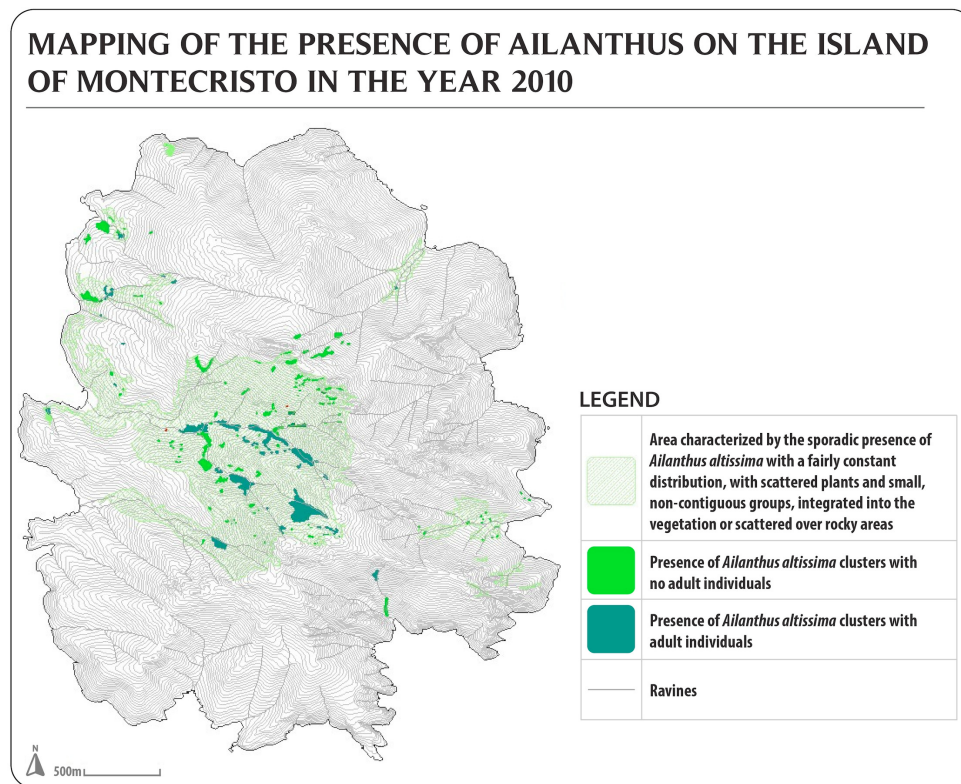 MAPPING OF THE PRESENCE OF AILANTHUS ON THE ISLAND
OF MONTECRISTO IN THE YEAR 2010
LEGEND
Area characterized by the sporadic presence of
Ailanthus altissima with a fairly constant
distribution, with scattered plants and small,
non-contiguous groups, integrated into the
vegetation or scattered over rocky areas
Presence of Ailanthus altissima clusters with
no adult individuals
Presence of Ailanthus altissima clusters with
adult individuals
Ravines
N
500m